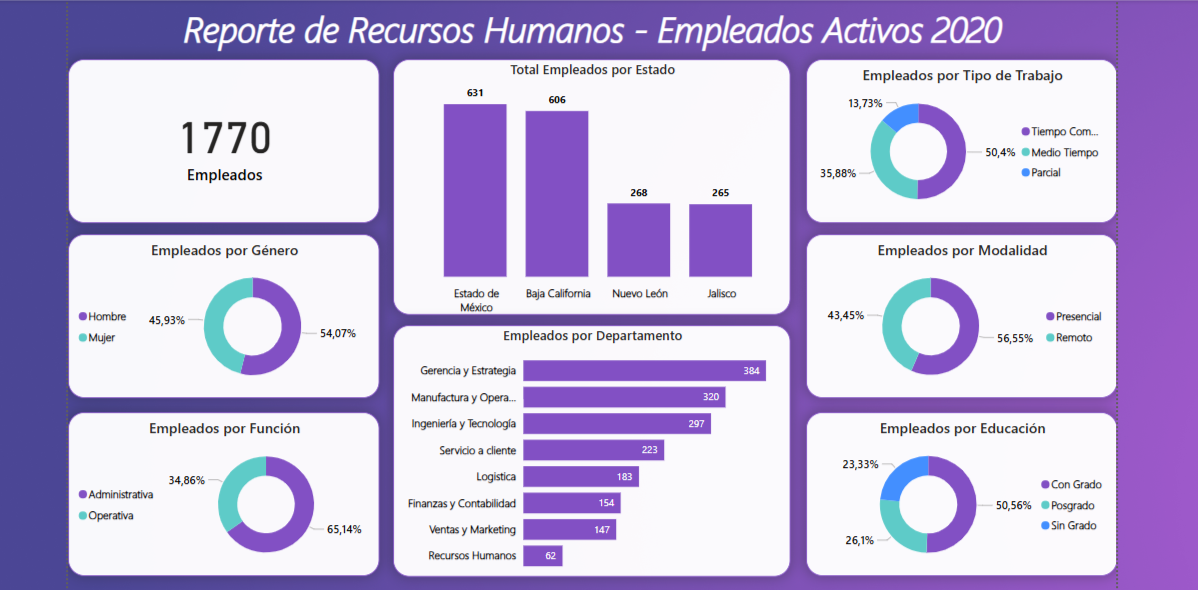 Reporte de Recursos Humanos - Empleados Activos 2020
1770
Empleados
Total Empleados por Estado
631
606
268
265
Estado de
México
Baja California
Nuevo León
Jalisco
Empleados por Tipo de Trabajo
13,73%
50,4%
35,88%
Tiempo Com...
Medio Tiempo
Parcial
Empleados por Género
Hombre
Mujer
45,93%
54,07%
Empleados por Departamento
Gerencia y Estrategia 384
Manufactura y Opera... 320
Ingeniería y Tecnología 297
Servicio a cliente 223
Logistica 183
Finanzas y Contabilidad 154
Ventas y Marketing 147
Recursos Humanos 62
Empleados por Modalidad
43,45%
56,55%
Presencial
Remoto
Empleados por Función
34,86%
Administrativa
Operativa
65,14%
Empleados por Educación
23,33%
50,56%
26,1%
Con Grado
Posgrado
Sin Grado